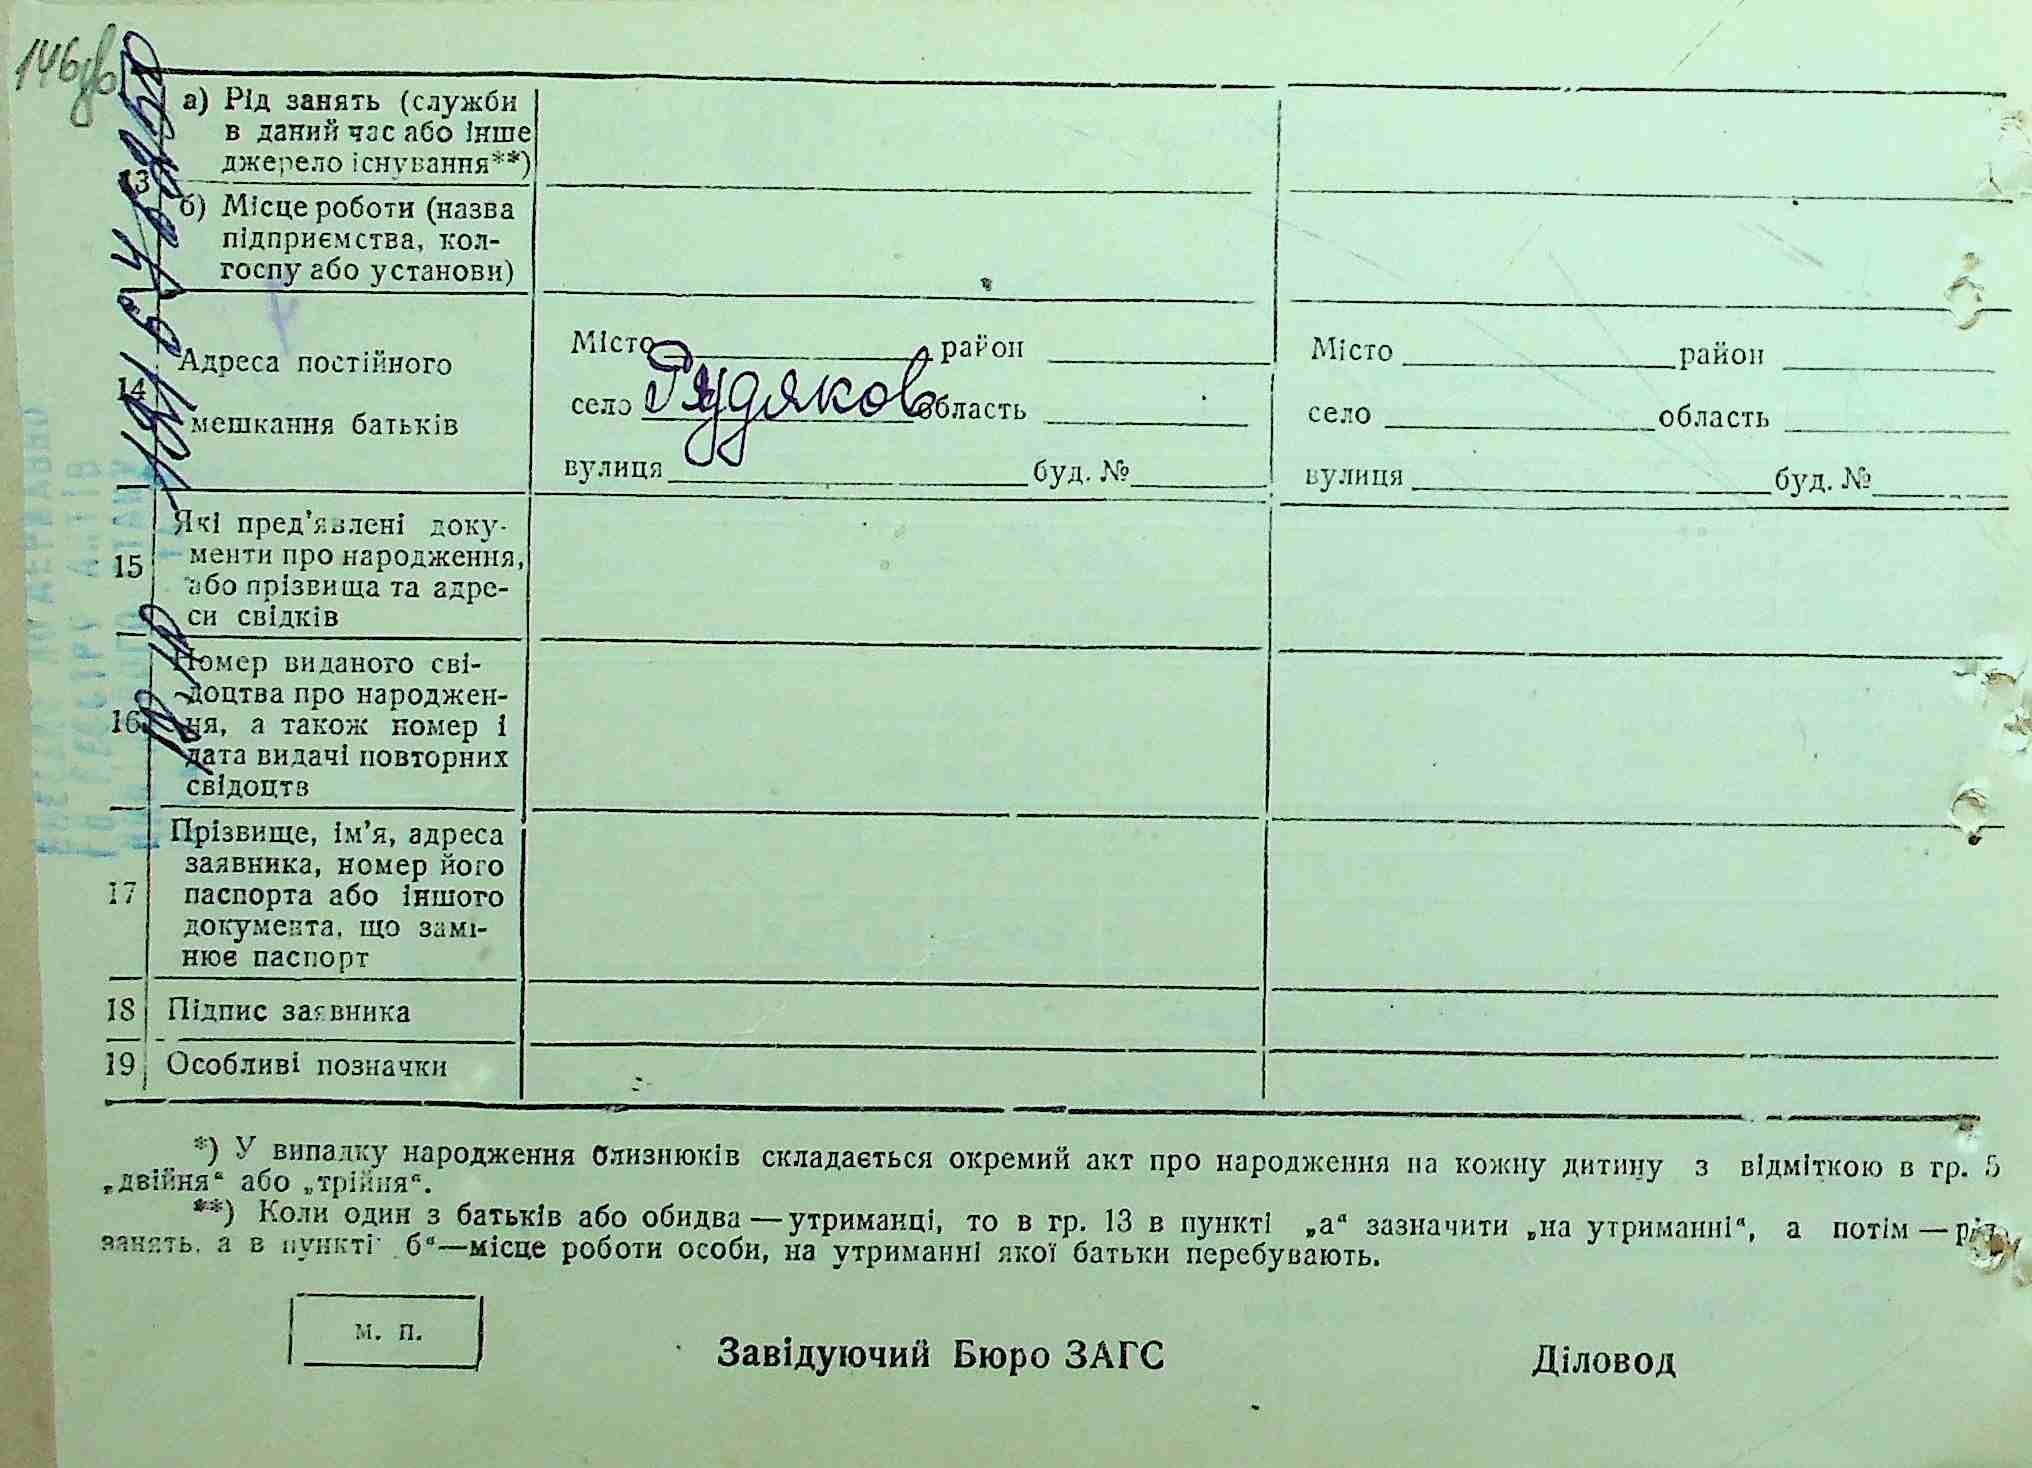 146зв
13
а) Рід занять (служби
в даний час або інше
джерело існування**)
б) Місце роботи (назва
підприємства, кол-
госпу або установи)
14
Адреса постійного
мешкання батьків
Місто район
село Рудяков область
вулиця буд. №
Місто район
село область
вулиця буд. №
15
Які пред’явлені доку-
менти про народження,
або прізвища та адре-
си свідків
16
Номер виданого сві-
доцтва про народжен-
ня, а також номер і
дата видачі повторних
свідоцтв
17
Прізвище, ім’я, адреса
заявника, номер його
паспорта або іншого
документа, що замі-
нює паспорт
18 Підпис заявника
19 Особливі позначки
*) У випадку народження близнюків складається окремий акт про народження на кожну дитину з відміткою в гр. 5
„двійня“ або „трійня“.
**) Коли один з батьків або обидва — утриманці, то в гр. 13 в пункті „а“ зазначити „на утриманні“, а потім — рід
занять, а в пункті б“—місце роботи особи, на утриманні якої батьки перебувають.
м. п.
Завідуючий Бюро ЗАГС
Діловод